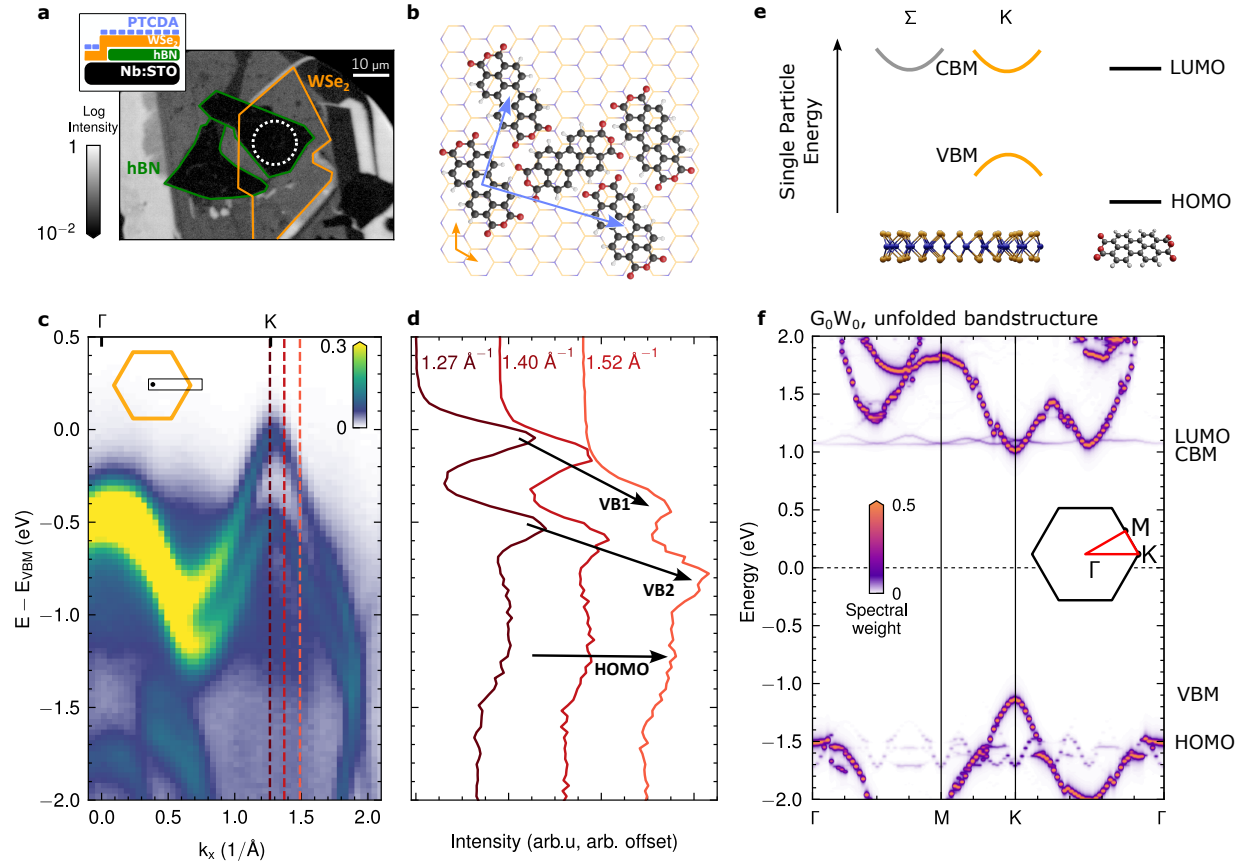 a
PTCDA
WSe₂
hBN
Nb:STO
WSe₂
10 μm
Log
Intensity
1
10⁻²
hBN
b
e
Σ
K
CBM
LUMO
VBM
HOMO
Single Particle
Energy
c
Γ
K
0.5
0.0
−0.5
−1.0
−1.5
−2.0
E − E_VBM (eV)
0.3
0
0.0
0.5
1.0
1.5
2.0
kₓ (1/Å)
d
1.27 Å⁻¹
1.40 Å⁻¹
1.52 Å⁻¹
VB1
VB2
HOMO
Intensity (arb.u, arb. offset)
f
G₀W₀, unfolded bandstructure
2.0
1.5
1.0
0.5
0.0
−0.5
−1.0
−1.5
−2.0
Energy (eV)
0.5
0
Spectral
weight
M
K
Γ
LUMO
CBM
VBM
HOMO
Γ
M
K
Γ